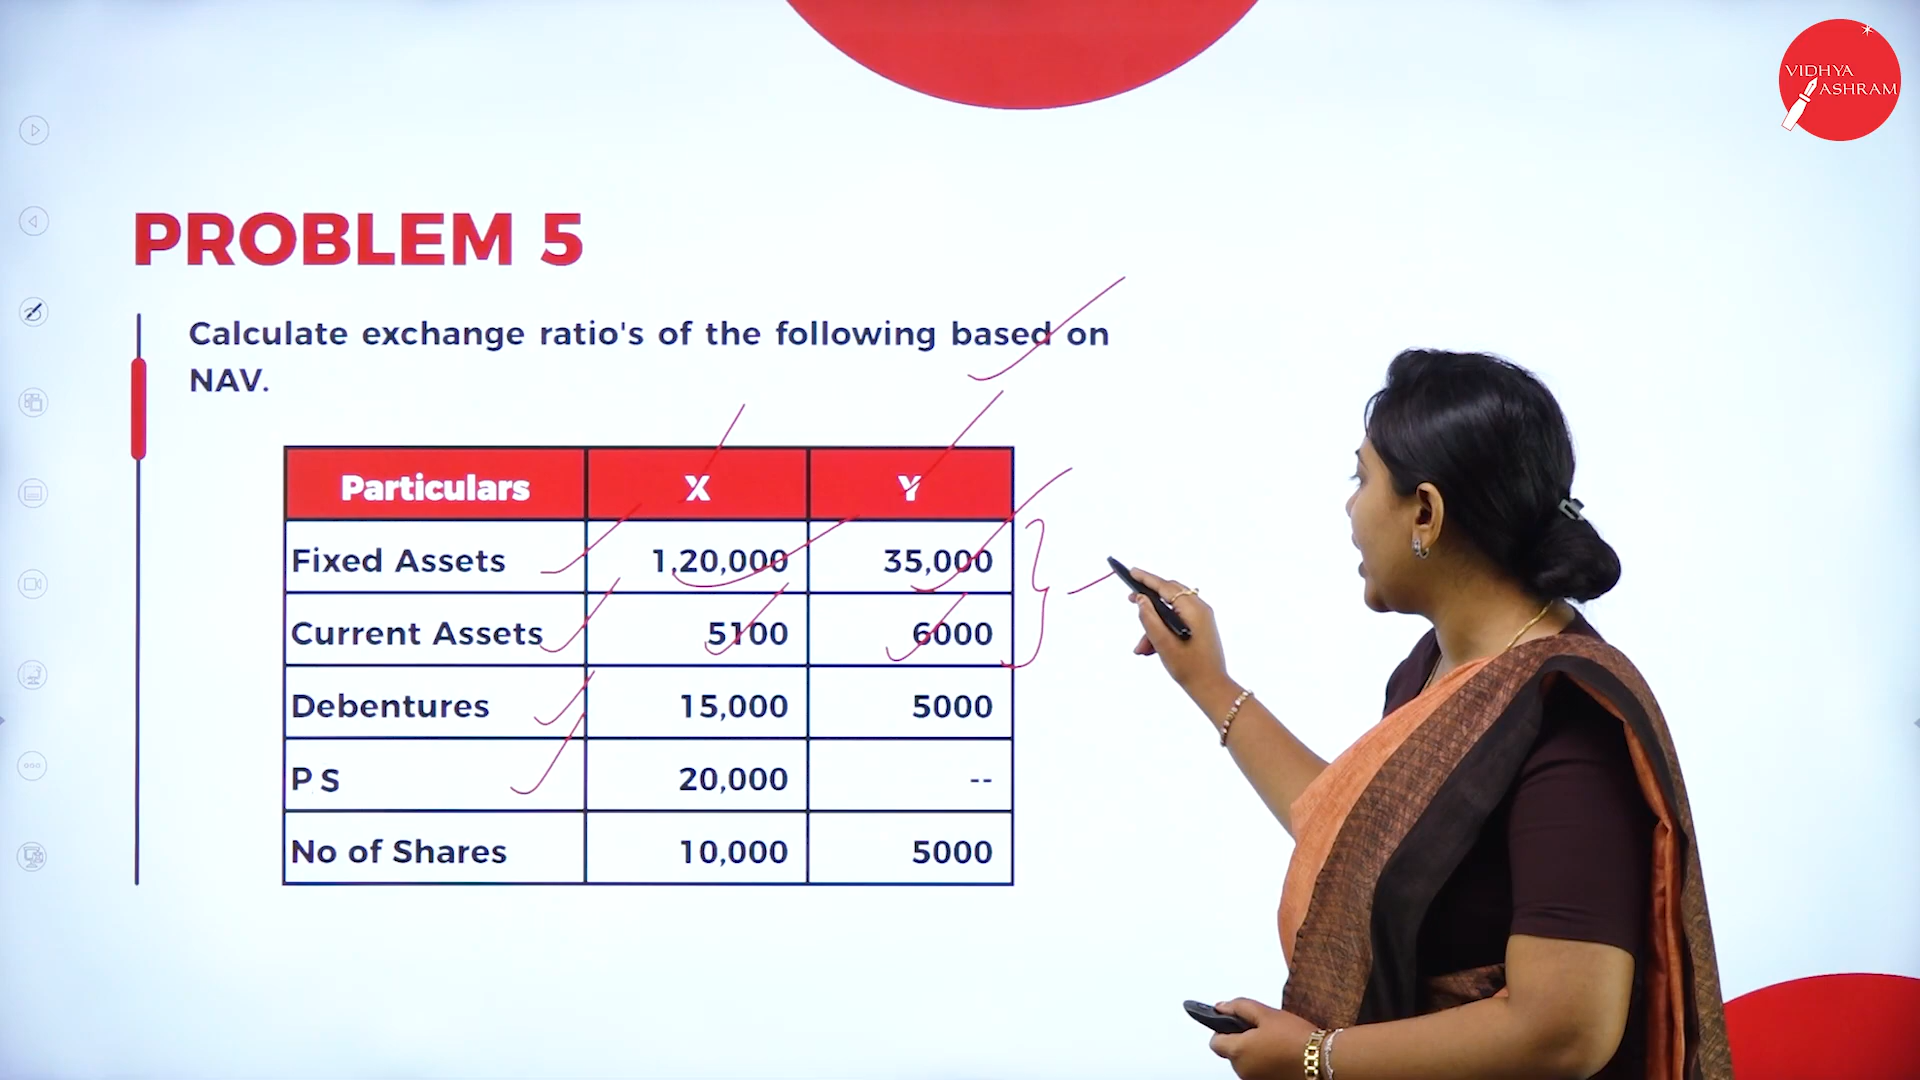 VIDHYA
ASHRAM
PROBLEM 5
Calculate exchange ratio's of the following based on
NAV.
Particulars X Y
Fixed Assets 1,20,000 35,000
Current Assets 5100 6000
Debentures 15,000 5000
P S 20,000 --
No of Shares 10,000 5000